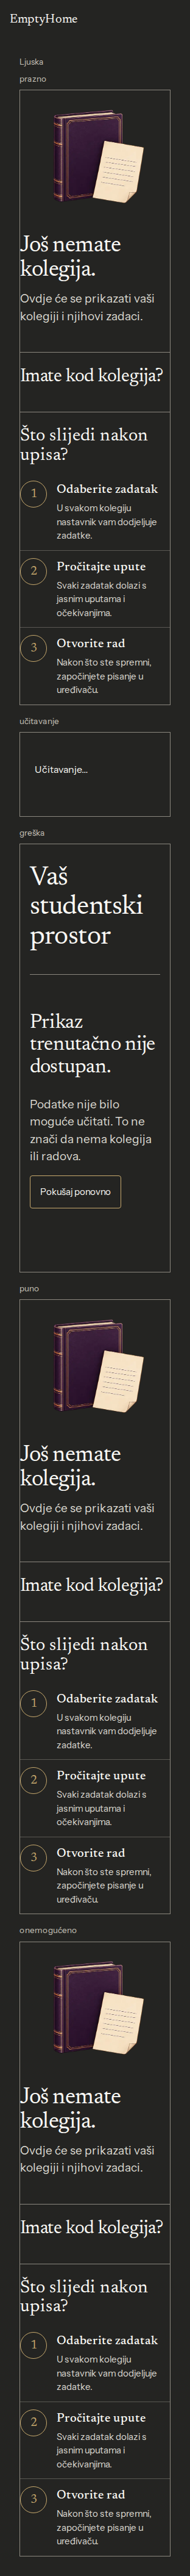 EmptyHome
Ljuska
prazno
Još nemate
kolegija.
Ovdje će se prikazati vaši
kolegiji i njihovi zadaci.
Imate kod kolegija?
Što slijedi nakon
upisa?
1
Odaberite zadatak
U svakom kolegiju
nastavnik vam dodjeljuje
zadatke.
2
Pročitajte upute
Svaki zadatak dolazi s
jasnim uputama i
očekivanjima.
3
Otvorite rad
Nakon što ste spremni,
započinjete pisanje u
uređivaču.
učitavanje
Učitavanje...
greška
Vaš
studentski
prostor
Prikaz
trenutačno nije
dostupan.
Podatke nije bilo
moguće učitati. To ne
znači da nema kolegija
ili radova.
Pokušaj ponovno
puno
Još nemate
kolegija.
Ovdje će se prikazati vaši
kolegiji i njihovi zadaci.
Imate kod kolegija?
Što slijedi nakon
upisa?
1
Odaberite zadatak
U svakom kolegiju
nastavnik vam dodjeljuje
zadatke.
2
Pročitajte upute
Svaki zadatak dolazi s
jasnim uputama i
očekivanjima.
3
Otvorite rad
Nakon što ste spremni,
započinjete pisanje u
uređivaču.
onemogućeno
Još nemate
kolegija.
Ovdje će se prikazati vaši
kolegiji i njihovi zadaci.
Imate kod kolegija?
Što slijedi nakon
upisa?
1
Odaberite zadatak
U svakom kolegiju
nastavnik vam dodjeljuje
zadatke.
2
Pročitajte upute
Svaki zadatak dolazi s
jasnim uputama i
očekivanjima.
3
Otvorite rad
Nakon što ste spremni,
započinjete pisanje u
uređivaču.